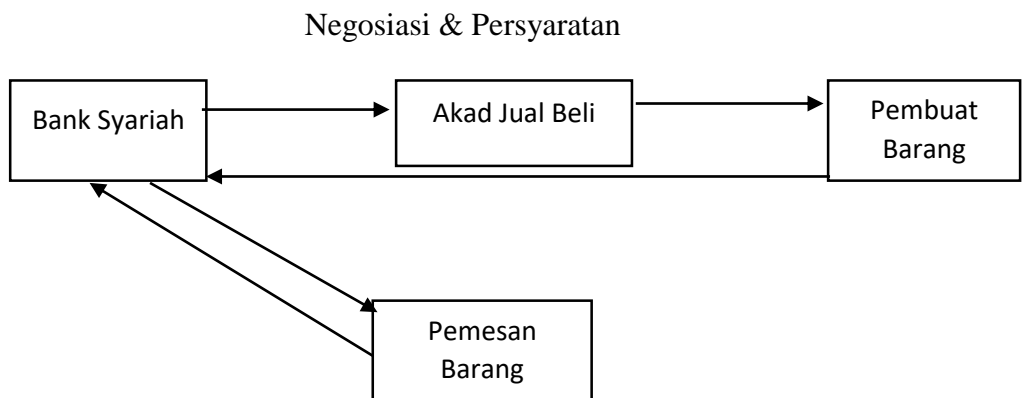 Negosiasi & Persyaratan
Bank Syariah
Akad Jual Beli
Pembuat
Barang
Pemesan
Barang